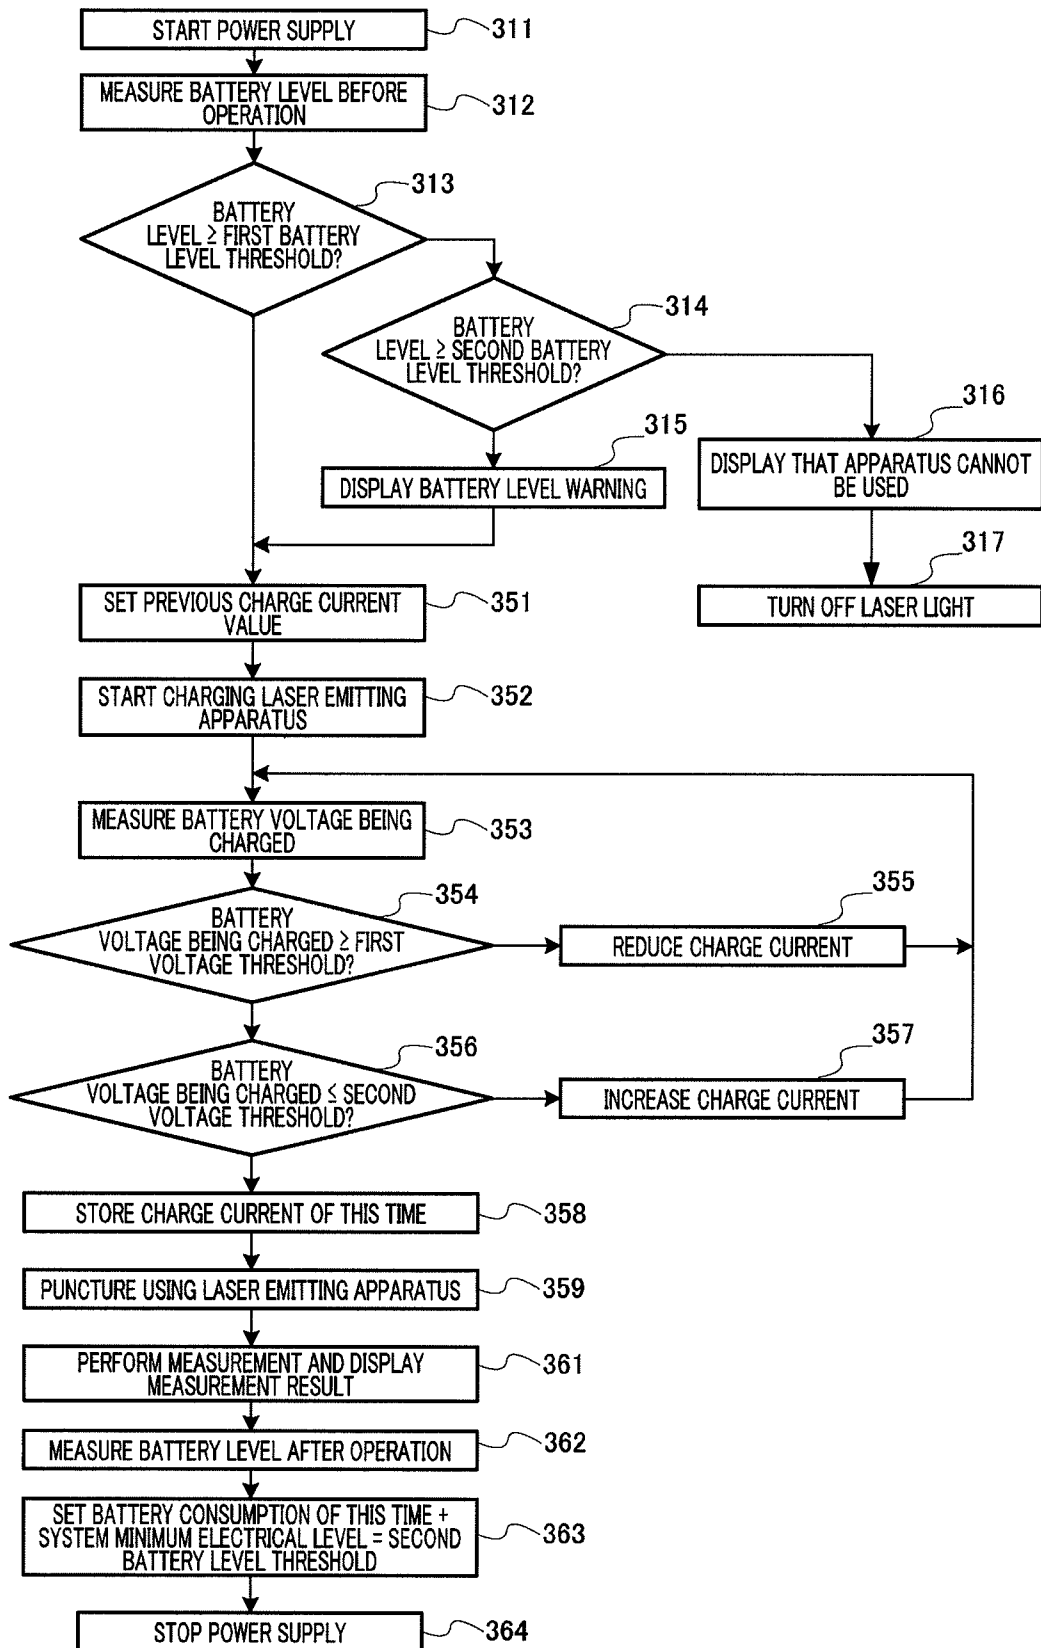 START POWER SUPPLY
311
MEASURE BATTERY LEVEL BEFORE
OPERATION
312
313
BATTERY
LEVEL ≥ FIRST BATTERY
LEVEL THRESHOLD?
314
BATTERY
LEVEL ≥ SECOND BATTERY
LEVEL THRESHOLD?
315
DISPLAY BATTERY LEVEL WARNING
316
DISPLAY THAT APPARATUS CANNOT
BE USED
317
TURN OFF LASER LIGHT
SET PREVIOUS CHARGE CURRENT
VALUE
351
START CHARGING LASER EMITTING
APPARATUS
352
MEASURE BATTERY VOLTAGE BEING
CHARGED
353
354
BATTERY
VOLTAGE BEING CHARGED ≥ FIRST
VOLTAGE THRESHOLD?
355
REDUCE CHARGE CURRENT
356
BATTERY
VOLTAGE BEING CHARGED ≤ SECOND
VOLTAGE THRESHOLD?
357
INCREASE CHARGE CURRENT
STORE CHARGE CURRENT OF THIS TIME
358
PUNCTURE USING LASER EMITTING APPARATUS
359
PERFORM MEASUREMENT AND DISPLAY
MEASUREMENT RESULT
361
MEASURE BATTERY LEVEL AFTER OPERATION
362
SET BATTERY CONSUMPTION OF THIS TIME +
SYSTEM MINIMUM ELECTRICAL LEVEL = SECOND
BATTERY LEVEL THRESHOLD
363
STOP POWER SUPPLY
364